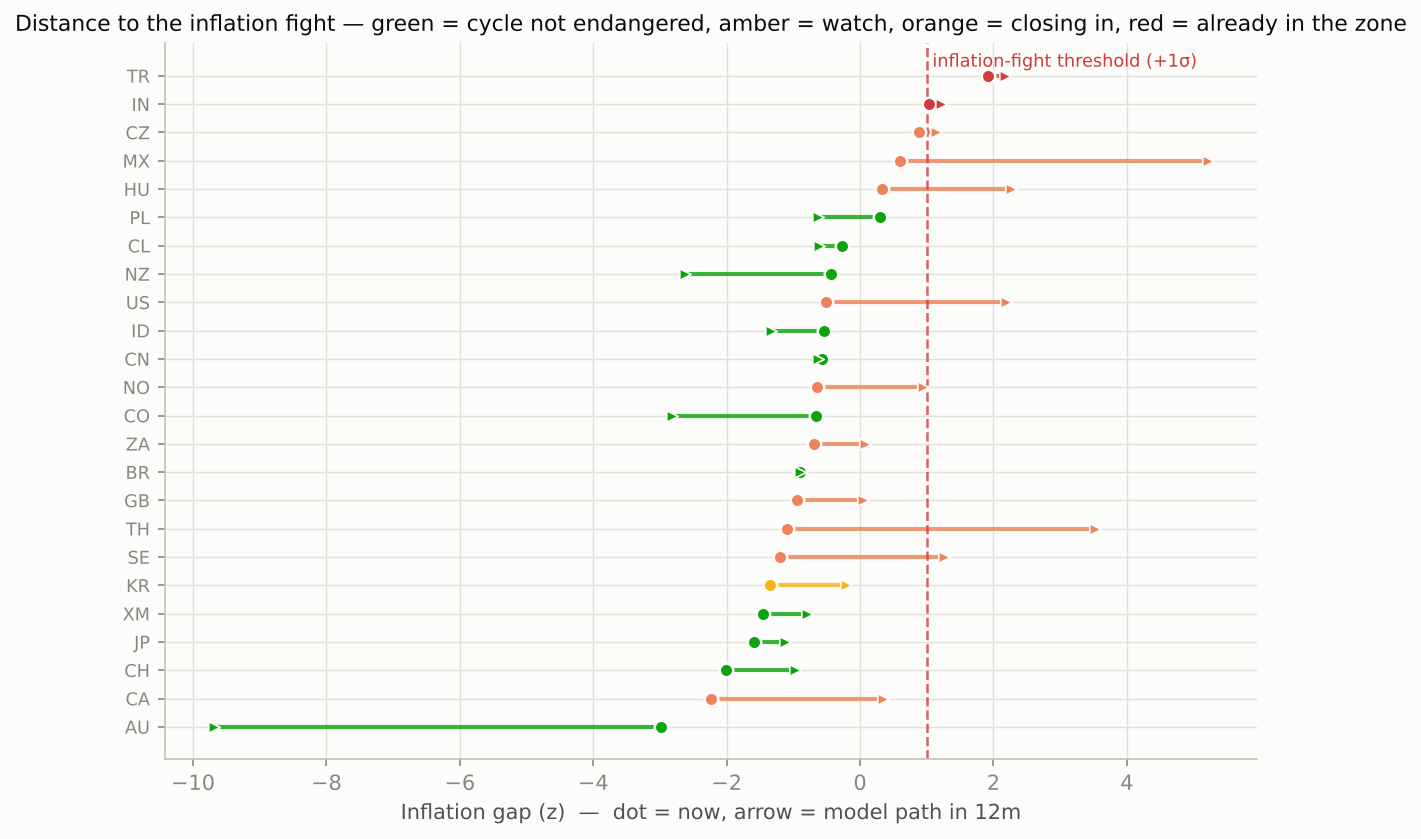 Distance to the inflation fight — green = cycle not endangered, amber = watch, orange = closing in, red = already in the zone
inflation-fight threshold (+1σ)
TR
IN
CZ
MX
HU
PL
CL
NZ
US
ID
CN
NO
CO
ZA
BR
GB
TH
SE
KR
XM
JP
CH
CA
AU
−10 −8 −6 −4 −2 0 2 4
Inflation gap (z) — dot = now, arrow = model path in 12m